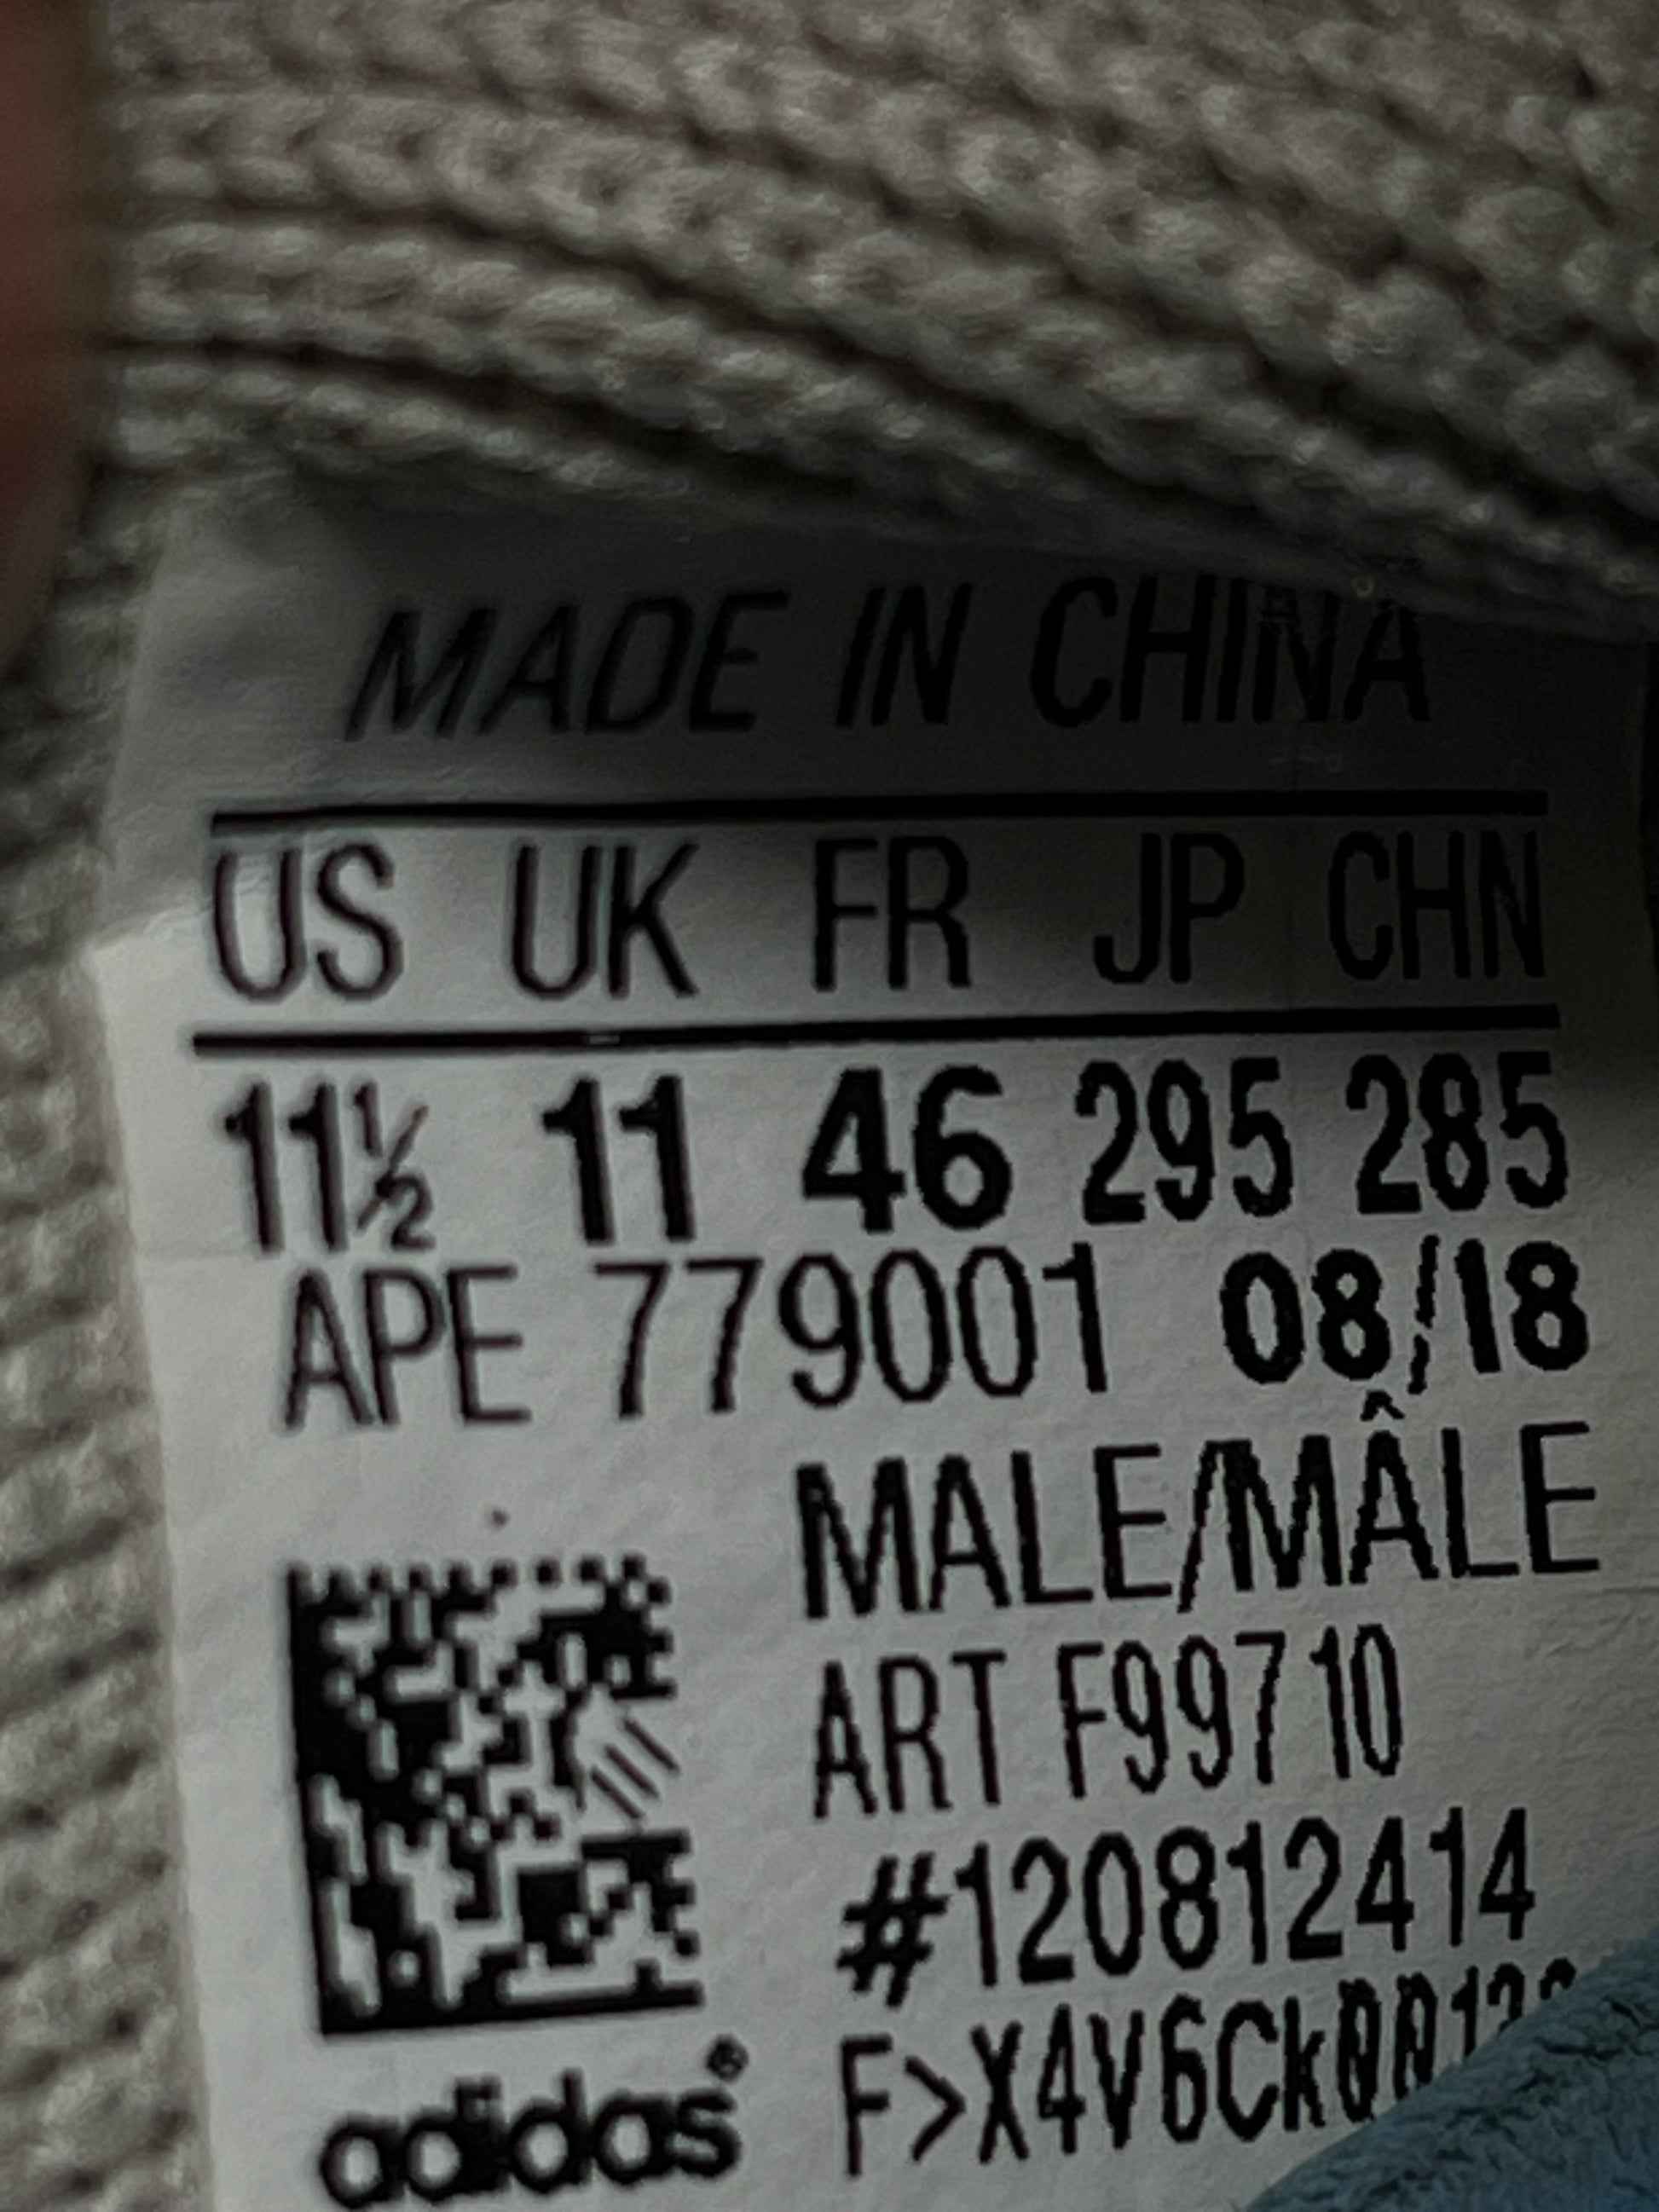 MADE IN CHINA
US UK FR JP CHN
11½ 11 46 295 285
APE 779001 08/18
MALE/MÂLE
ART F99710
#120812414
adidas®